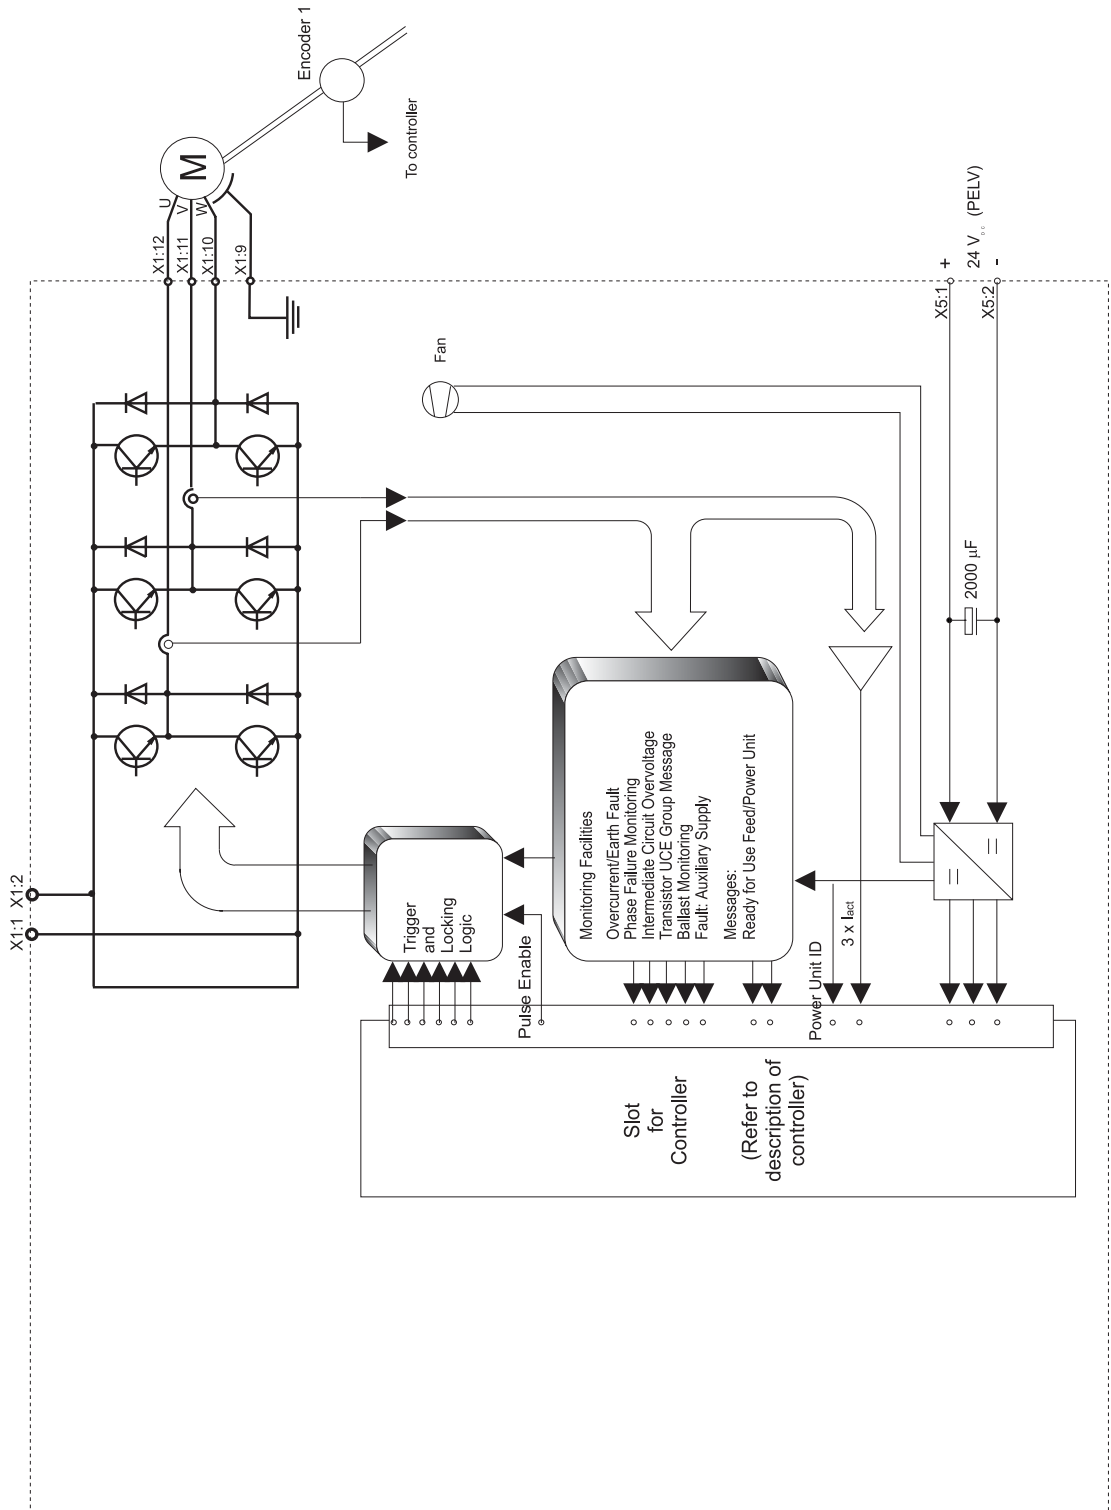 Encoder 1
To controller
M
U
V
W
X1:12
X1:11
X1:10
X1:9
X1:1
X1:2
Fan
+
24 V DC (PELV)
-
X5:1
X5:2
2000 µF
Trigger
and
Locking
Logic
Pulse Enable
Monitoring Facilities
Overcurrent/Earth Fault
Phase Failure Monitoring
Intermediate Circuit Overvoltage
Transistor UCE Group Message
Ballast Monitoring
Fault: Auxiliary Supply
Messages:
Ready for Use Feed/Power Unit
Power Unit ID
3 x Iact
Slot
for
Controller
(Refer to
description of
controller)